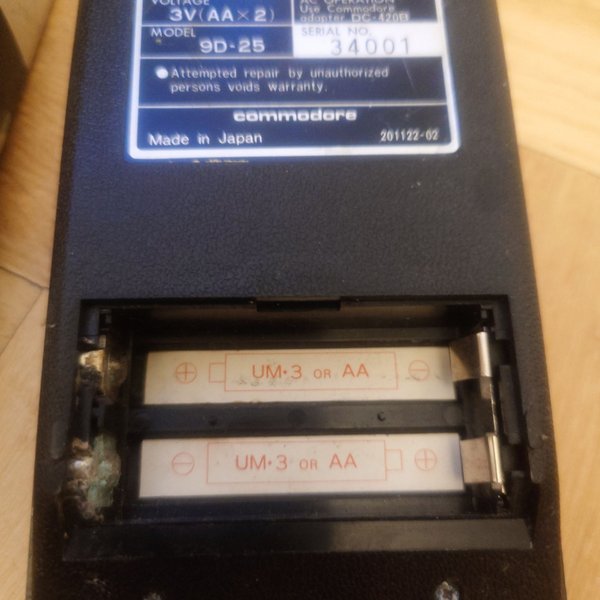 VOLTAGE
3V(AA×2)
AC OPERATION
Use Commodore
adapter DC-420
MODEL
9D-25
SERIAL NO.
34001
●Attempted repair by unauthorized
persons voids warranty.
commodore
Made in Japan
201122-02
⊕ UM・3 OR AA ⊖
⊖ UM・3 OR AA ⊕